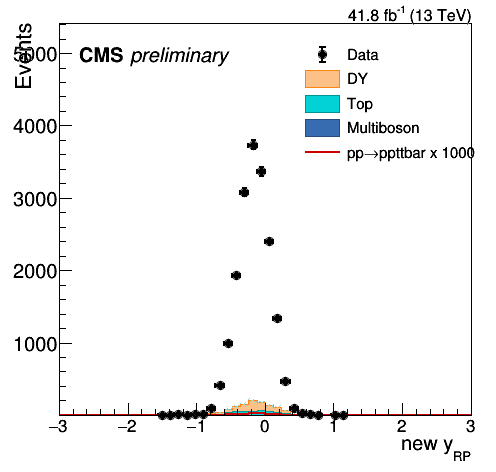 41.8 fb⁻¹ (13 TeV)
Events
CMS preliminary
Data
DY
Top
Multiboson
pp→ppttbar x 1000
5000
4000
3000
2000
1000
−3 −2 −1 0 1 2 3
new y_RP